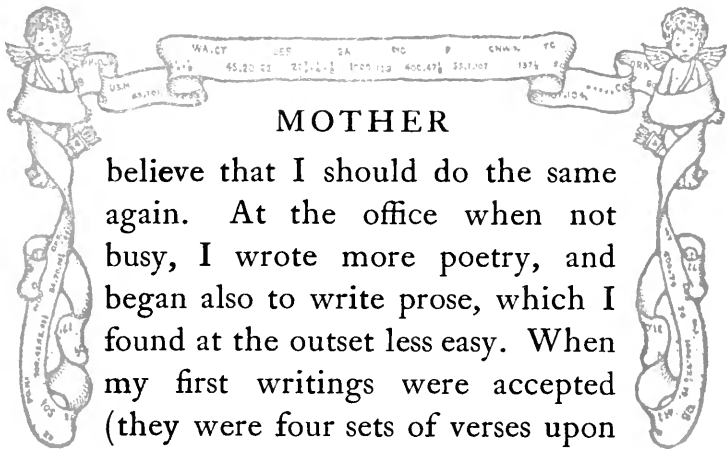 MOTHER
believe that I should do the same
again. At the office when not
busy, I wrote more poetry, and
began also to write prose, which I
found at the outset less easy. When
my first writings were accepted
(they were four sets of verses upon